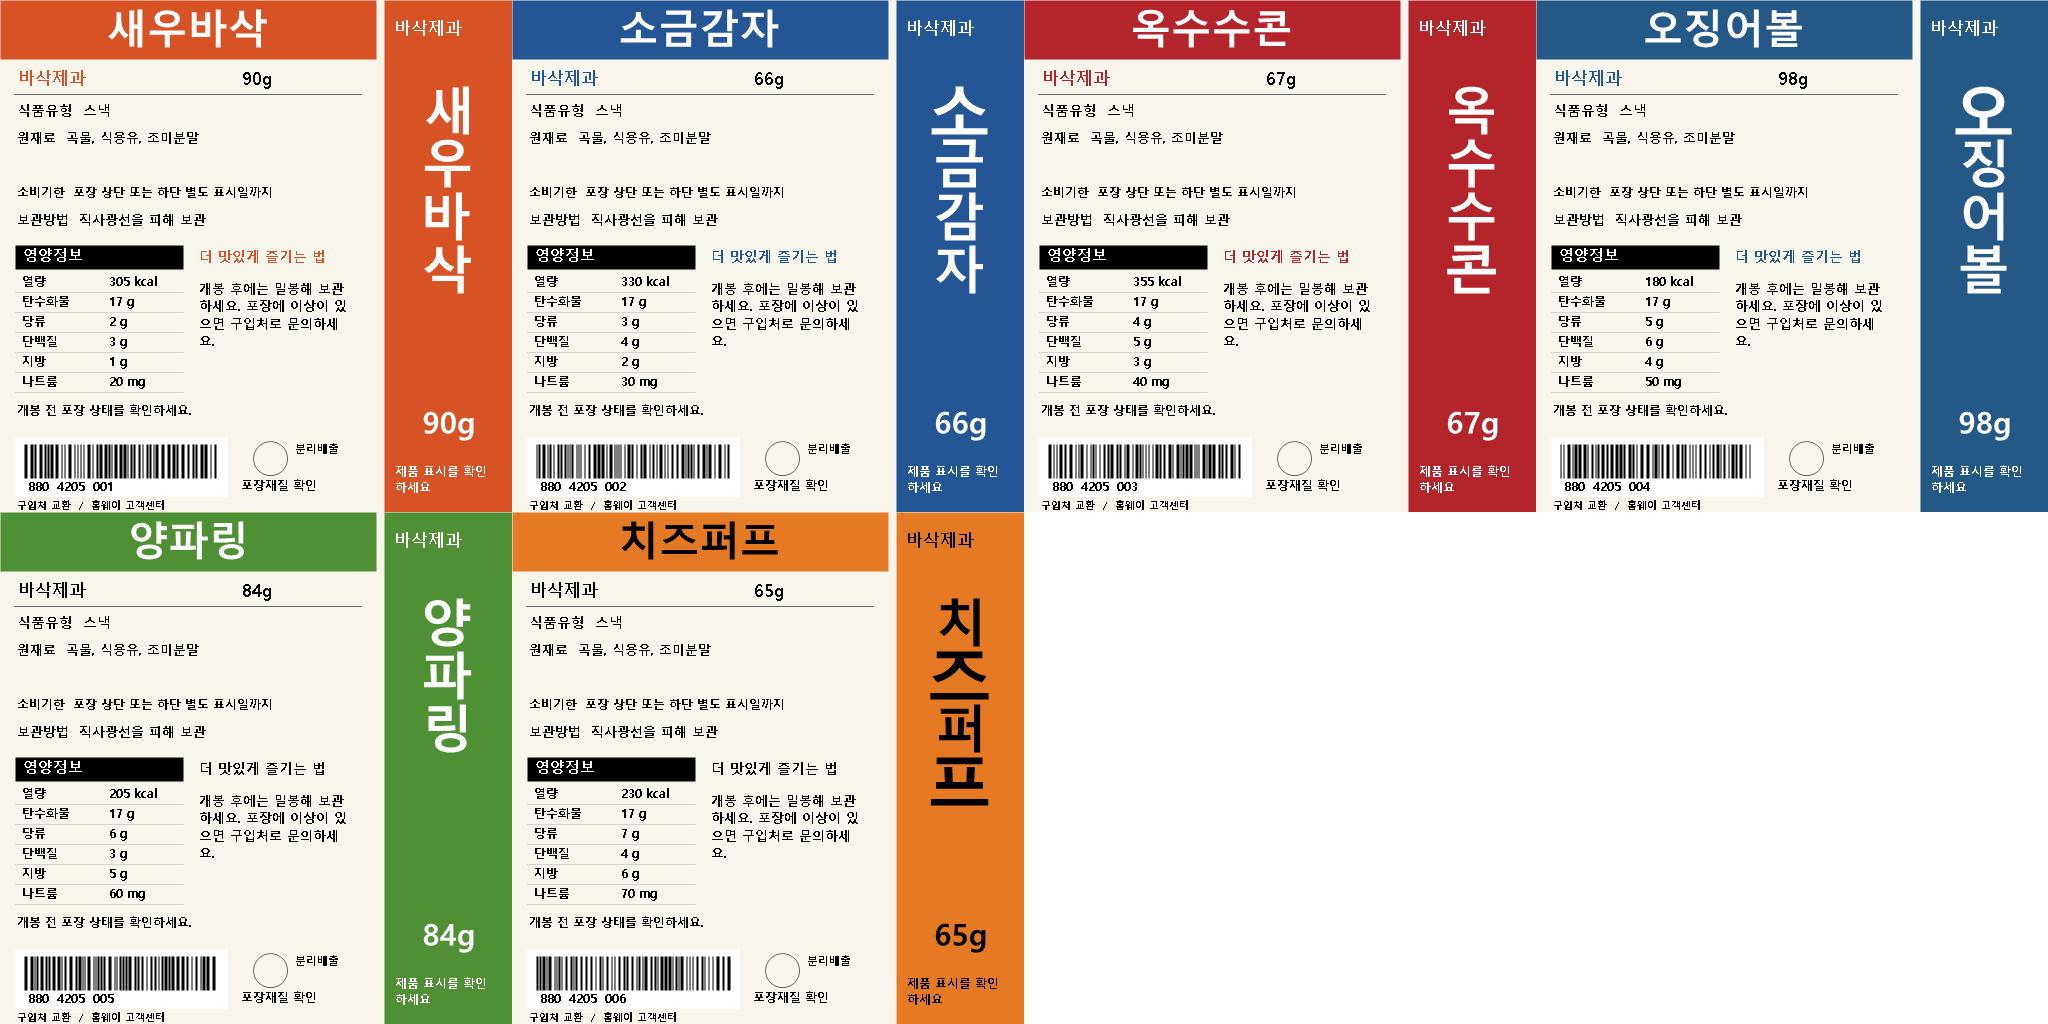 새우바삭
바삭제과 90g
식품유형 스낵
원재료 곡물, 식용유, 조미분말
소비기한 포장 상단 또는 하단 별도 표시일까지
보관방법 직사광선을 피해 보관
영양정보
열량 305 kcal
탄수화물 17 g
당류 2 g
단백질 3 g
지방 1 g
나트륨 20 mg
더 맛있게 즐기는 법
개봉 후에는 밀봉해 보관
하세요. 포장에 이상이 있
으면 구입처로 문의하세
요.
개봉 전 포장 상태를 확인하세요.
880 4205 001
분리배출
포장재질 확인
구입처 교환 / 홈웨이 고객센터
바삭제과
새우바삭
90g
제품 표시를 확인
하세요
소금감자
바삭제과 66g
식품유형 스낵
원재료 곡물, 식용유, 조미분말
소비기한 포장 상단 또는 하단 별도 표시일까지
보관방법 직사광선을 피해 보관
영양정보
열량 330 kcal
탄수화물 17 g
당류 3 g
단백질 4 g
지방 2 g
나트륨 30 mg
더 맛있게 즐기는 법
개봉 후에는 밀봉해 보관
하세요. 포장에 이상이 있
으면 구입처로 문의하세
요.
개봉 전 포장 상태를 확인하세요.
880 4205 002
분리배출
포장재질 확인
구입처 교환 / 홈웨이 고객센터
바삭제과
소금감자
66g
제품 표시를 확인
하세요
옥수수콘
바삭제과 67g
식품유형 스낵
원재료 곡물, 식용유, 조미분말
소비기한 포장 상단 또는 하단 별도 표시일까지
보관방법 직사광선을 피해 보관
영양정보
열량 355 kcal
탄수화물 17 g
당류 4 g
단백질 5 g
지방 3 g
나트륨 40 mg
더 맛있게 즐기는 법
개봉 후에는 밀봉해 보관
하세요. 포장에 이상이 있
으면 구입처로 문의하세
요.
개봉 전 포장 상태를 확인하세요.
880 4205 003
분리배출
포장재질 확인
구입처 교환 / 홈웨이 고객센터
바삭제과
옥수수콘
67g
제품 표시를 확인
하세요
오징어볼
바삭제과 98g
식품유형 스낵
원재료 곡물, 식용유, 조미분말
소비기한 포장 상단 또는 하단 별도 표시일까지
보관방법 직사광선을 피해 보관
영양정보
열량 180 kcal
탄수화물 17 g
당류 5 g
단백질 6 g
지방 4 g
나트륨 50 mg
더 맛있게 즐기는 법
개봉 후에는 밀봉해 보관
하세요. 포장에 이상이 있
으면 구입처로 문의하세
요.
개봉 전 포장 상태를 확인하세요.
880 4205 004
분리배출
포장재질 확인
구입처 교환 / 홈웨이 고객센터
바삭제과
오징어볼
98g
제품 표시를 확인
하세요
양파링
바삭제과 84g
식품유형 스낵
원재료 곡물, 식용유, 조미분말
소비기한 포장 상단 또는 하단 별도 표시일까지
보관방법 직사광선을 피해 보관
영양정보
열량 205 kcal
탄수화물 17 g
당류 6 g
단백질 3 g
지방 5 g
나트륨 60 mg
더 맛있게 즐기는 법
개봉 후에는 밀봉해 보관
하세요. 포장에 이상이 있
으면 구입처로 문의하세
요.
개봉 전 포장 상태를 확인하세요.
880 4205 005
분리배출
포장재질 확인
구입처 교환 / 홈웨이 고객센터
바삭제과
양파링
84g
제품 표시를 확인
하세요
치즈퍼프
바삭제과 65g
식품유형 스낵
원재료 곡물, 식용유, 조미분말
소비기한 포장 상단 또는 하단 별도 표시일까지
보관방법 직사광선을 피해 보관
영양정보
열량 230 kcal
탄수화물 17 g
당류 7 g
단백질 4 g
지방 6 g
나트륨 70 mg
더 맛있게 즐기는 법
개봉 후에는 밀봉해 보관
하세요. 포장에 이상이 있
으면 구입처로 문의하세
요.
개봉 전 포장 상태를 확인하세요.
880 4205 006
분리배출
포장재질 확인
구입처 교환 / 홈웨이 고객센터
바삭제과
치즈퍼프
65g
제품 표시를 확인
하세요